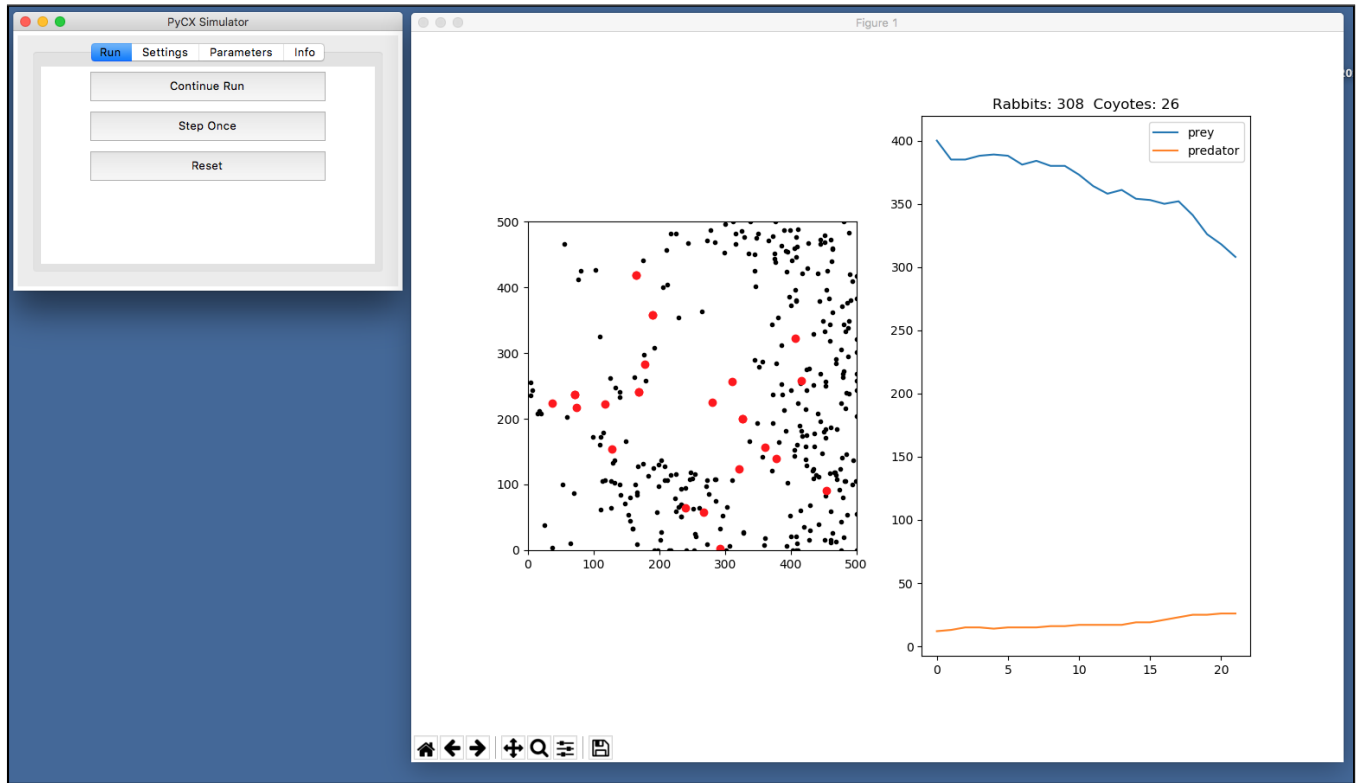 PyCX Simulator
Run Settings Parameters Info
Continue Run
Step Once
Reset
Figure 1
20
Rabbits: 308 Coyotes: 26
prey
predator
500
400
300
200
100
0
0 100 200 300 400 500
400
350
300
250
200
150
100
50
0
0 5 10 15 20